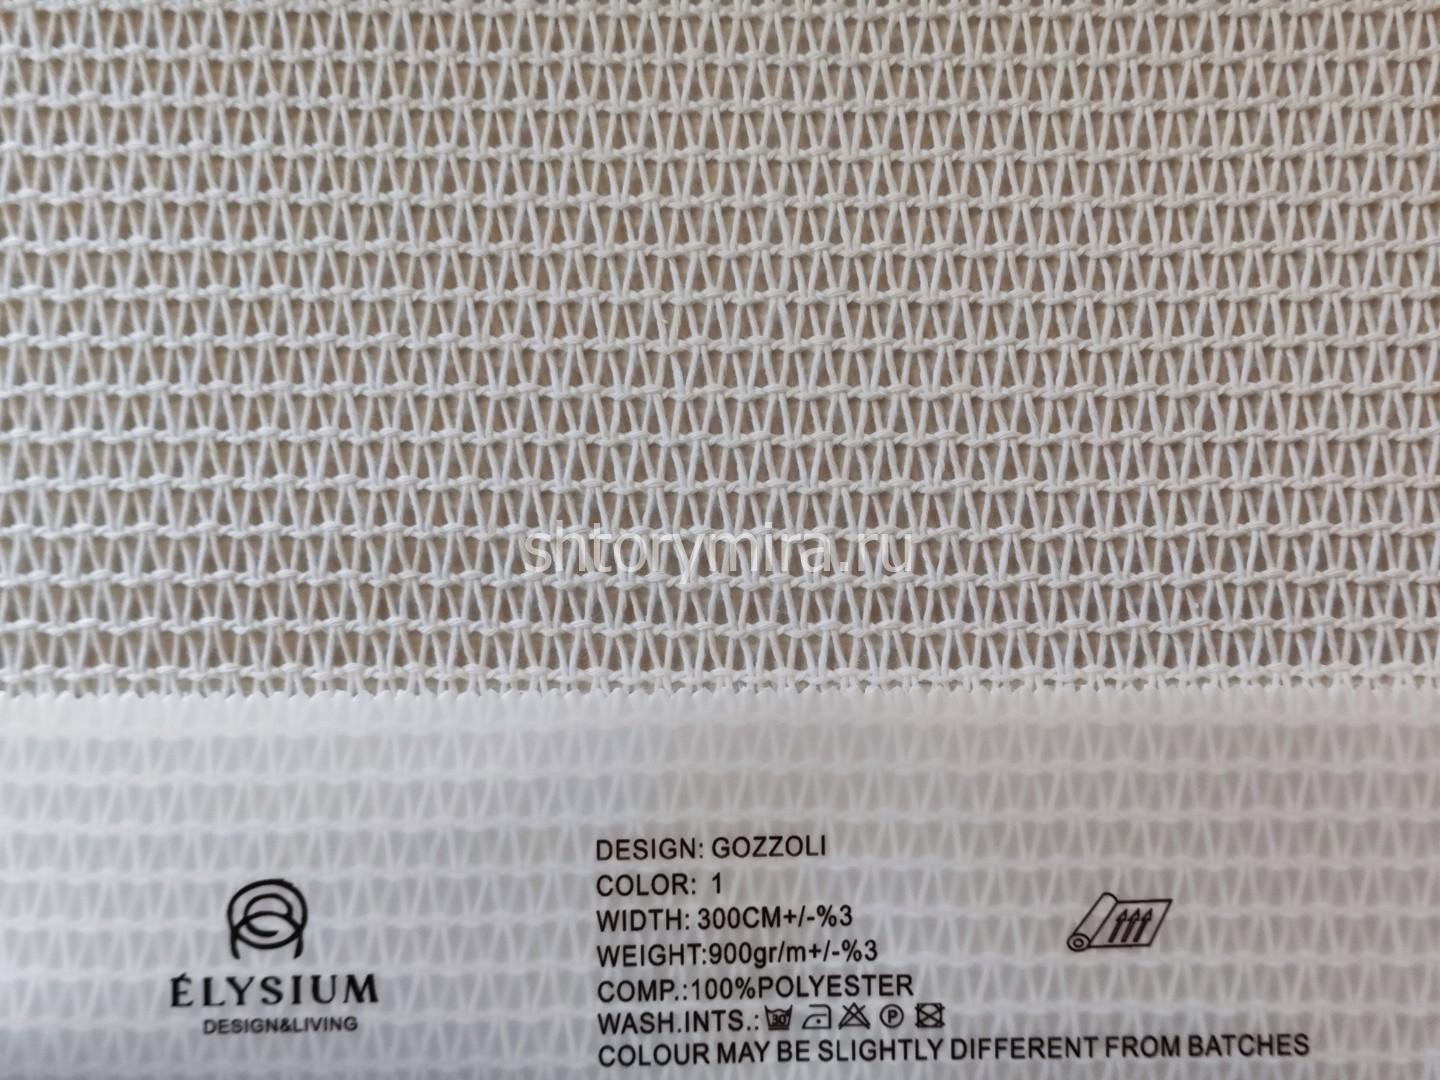 shtorymira.ru
DESIGN: GOZZOLI
COLOR: 1
WIDTH: 300CM+/-%3
WEIGHT:900gr/m+/-%3
COMP.:100%POLYESTER
WASH.INTS.: 30 P
COLOUR MAY BE SLIGHTLY DIFFERENT FROM BATCHES
ÉLYSIUM
DESIGN&LIVING